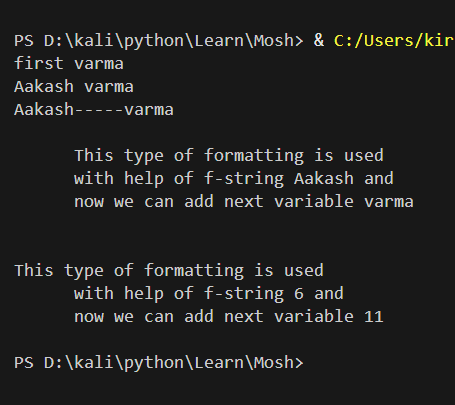 PS D:\kali\python\Learn\Mosh> & C:/Users/kir
first varma
Aakash varma
Aakash-----varma
This type of formatting is used
with help of f-string Aakash and
now we can add next variable varma
This type of formatting is used
with help of f-string 6 and
now we can add next variable 11
PS D:\kali\python\Learn\Mosh>